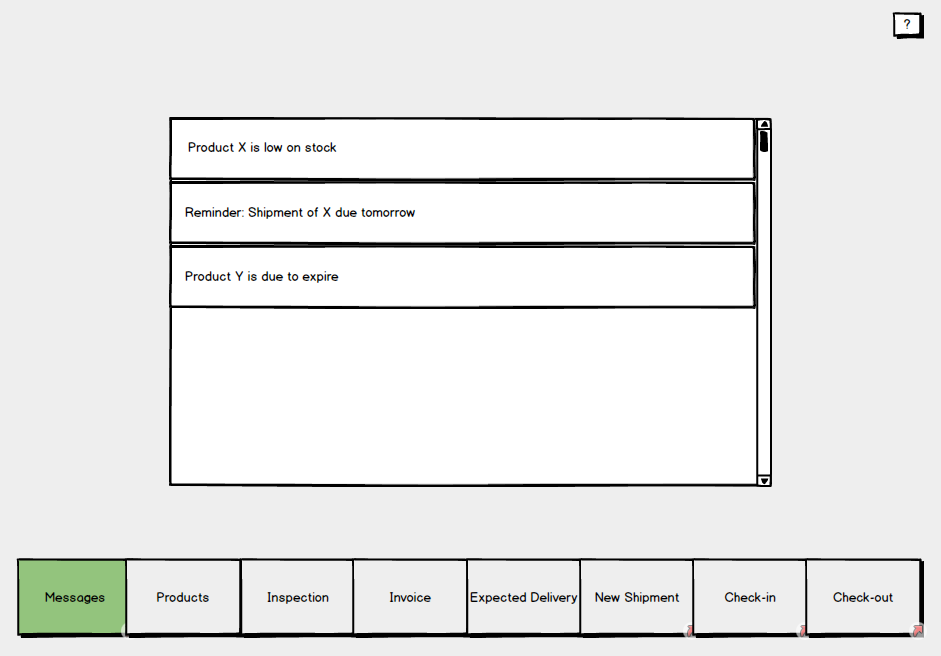 ?
Product X is low on stock
Reminder: Shipment of X due tomorrow
Product Y is due to expire
Messages
Products
Inspection
Invoice
Expected Delivery
New Shipment
Check-in
Check-out